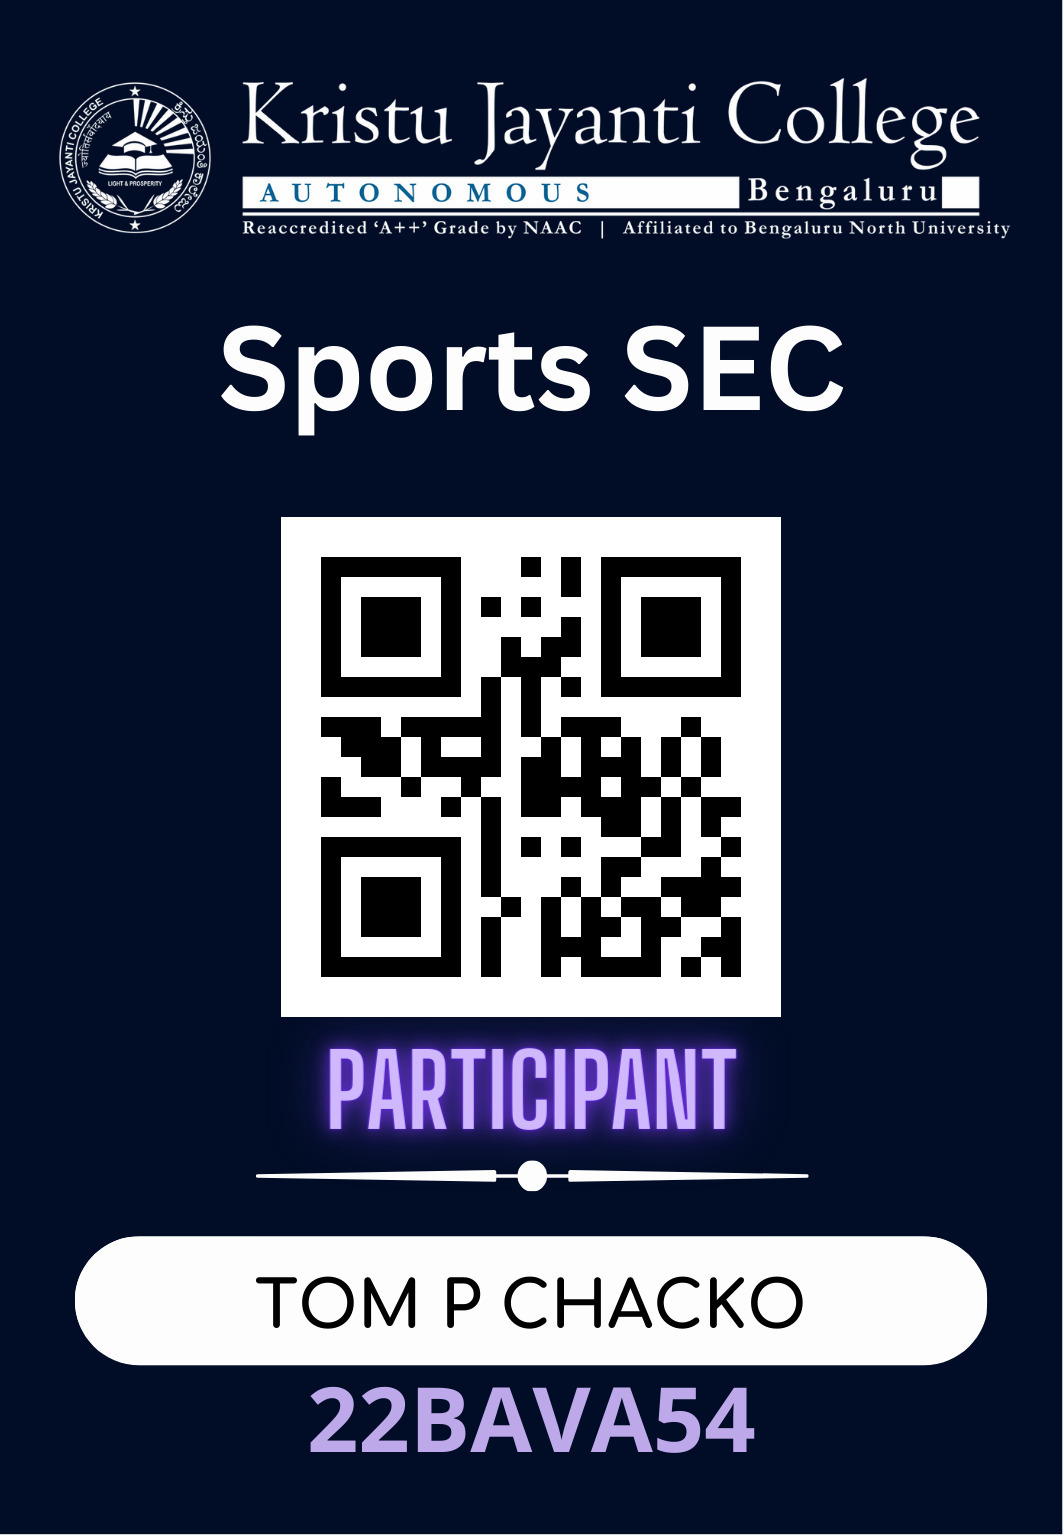 Kristu Jayanti College
AUTONOMOUS Bengaluru
Reaccredited ‘A++’ Grade by NAAC | Affiliated to Bengaluru North University
KRISTU JAYANTI COLLEGE
ಕ್ರಿಸ್ತು ಜಯಂತಿ ಕಾಲೇಜು
LIGHT & PROSPERITY
Sports SEC
PARTICIPANT
TOM P CHACKO
22BAVA54